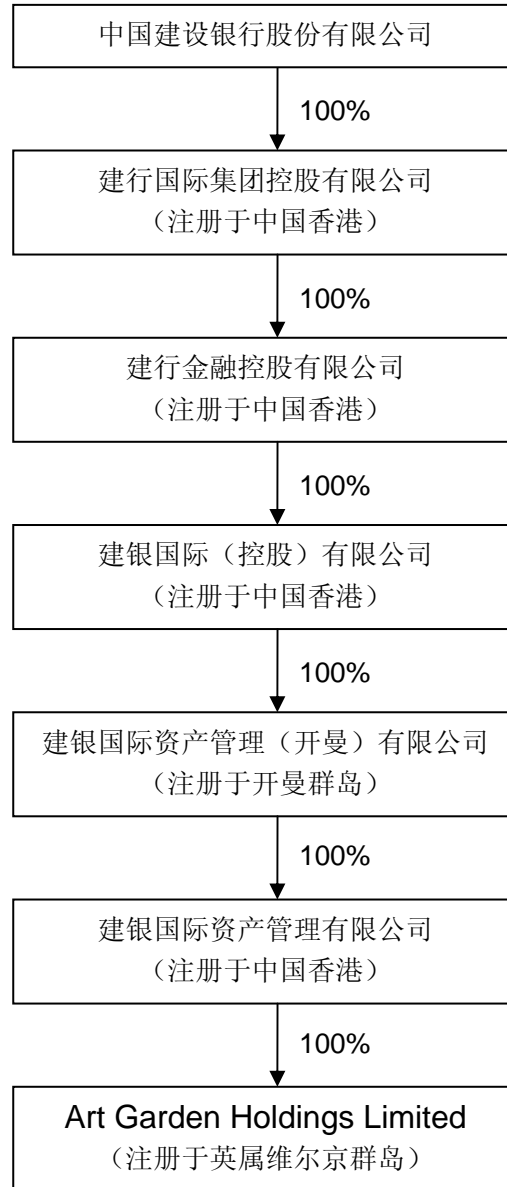 中国建设银行股份有限公司
100%
建行国际集团控股有限公司
（注册于中国香港）
100%
建行金融控股有限公司
（注册于中国香港）
100%
建银国际（控股）有限公司
（注册于中国香港）
100%
建银国际资产管理（开曼）有限公司
（注册于开曼群岛）
100%
建银国际资产管理有限公司
（注册于中国香港）
100%
Art Garden Holdings Limited
（注册于英属维尔京群岛）